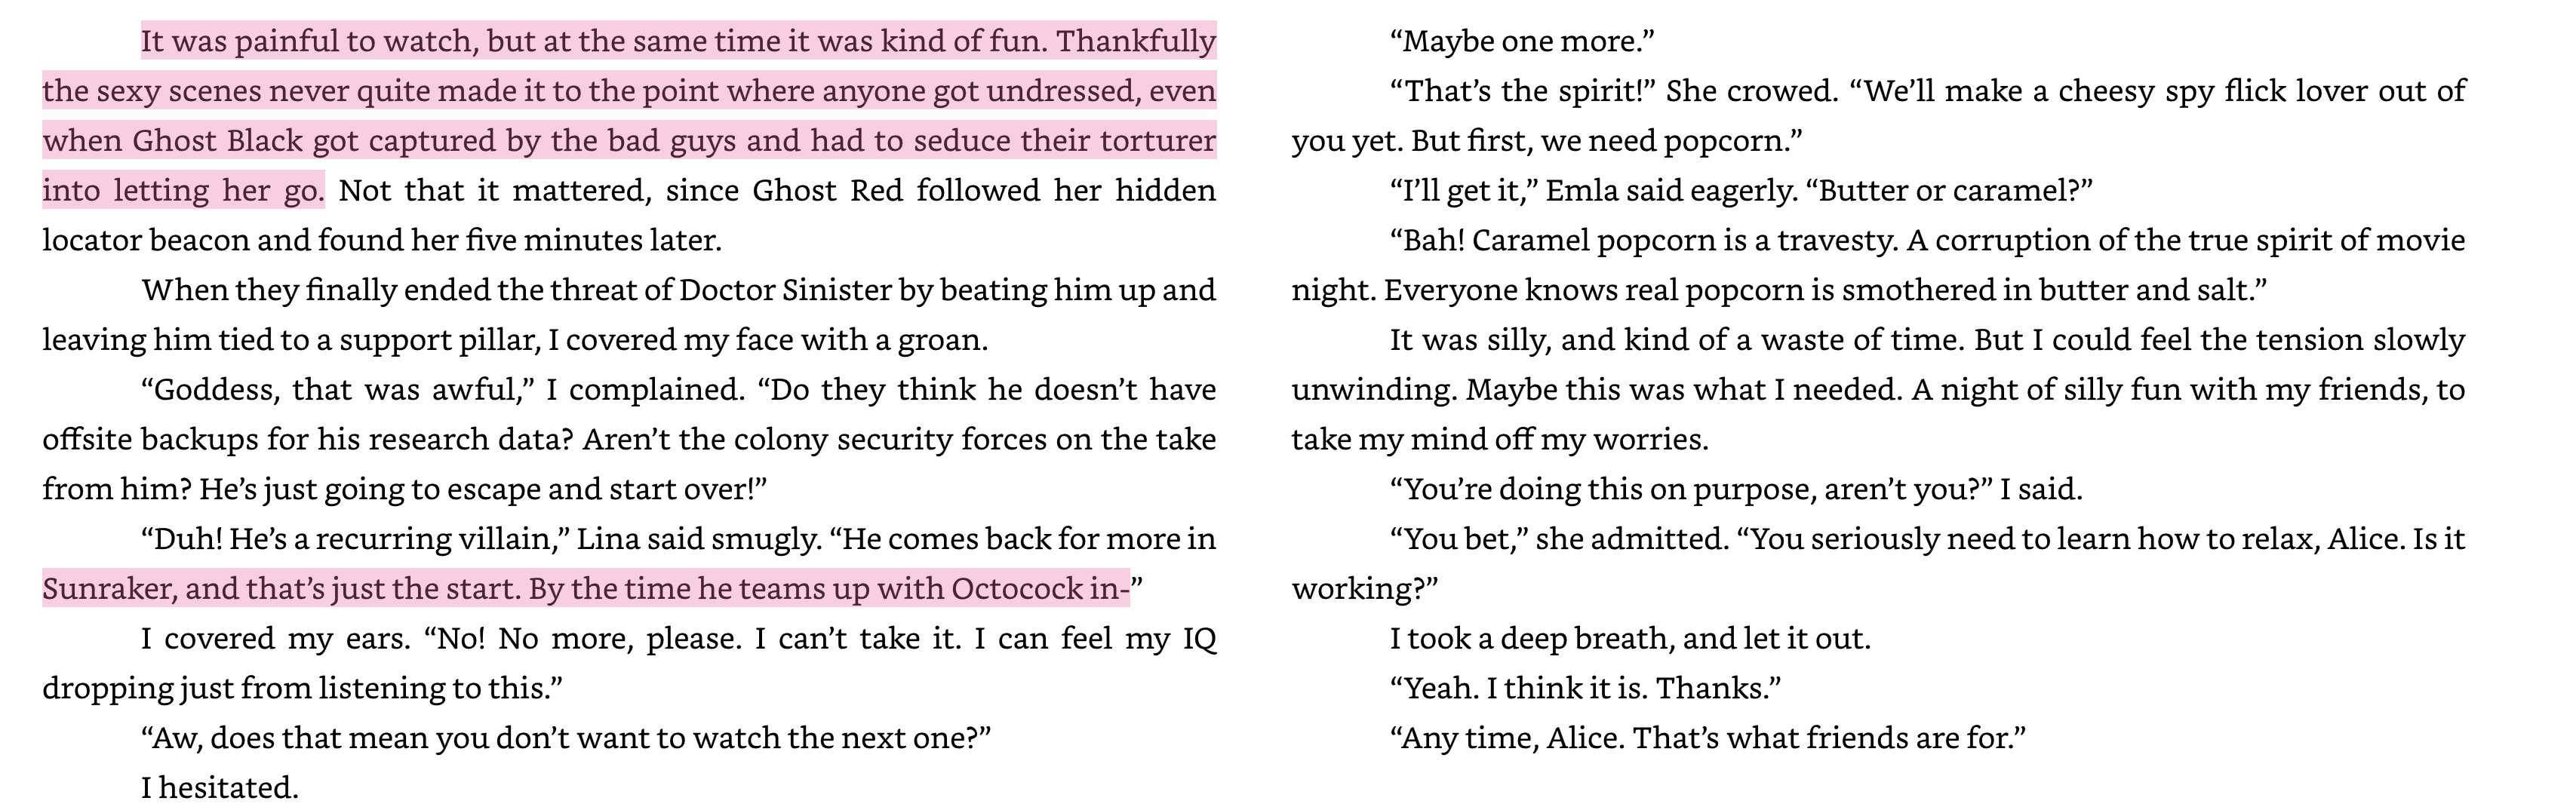 It was painful to watch, but at the same time it was kind of fun. Thankfully
the sexy scenes never quite made it to the point where anyone got undressed, even
when Ghost Black got captured by the bad guys and had to seduce their torturer
into letting her go. Not that it mattered, since Ghost Red followed her hidden
locator beacon and found her five minutes later.
When they finally ended the threat of Doctor Sinister by beating him up and
leaving him tied to a support pillar, I covered my face with a groan.
“Goddess, that was awful,” I complained. “Do they think he doesn’t have
offsite backups for his research data? Aren’t the colony security forces on the take
from him? He’s just going to escape and start over!”
“Duh! He’s a recurring villain,” Lina said smugly. “He comes back for more in
Sunraker, and that’s just the start. By the time he teams up with Octocock in-”
I covered my ears. “No! No more, please. I can’t take it. I can feel my IQ
dropping just from listening to this.”
“Aw, does that mean you don’t want to watch the next one?”
I hesitated.
“Maybe one more.”
“That’s the spirit!” She crowed. “We’ll make a cheesy spy flick lover out of
you yet. But first, we need popcorn.”
“I’ll get it,” Emla said eagerly. “Butter or caramel?”
“Bah! Caramel popcorn is a travesty. A corruption of the true spirit of movie
night. Everyone knows real popcorn is smothered in butter and salt.”
It was silly, and kind of a waste of time. But I could feel the tension slowly
unwinding. Maybe this was what I needed. A night of silly fun with my friends, to
take my mind off my worries.
“You’re doing this on purpose, aren’t you?” I said.
“You bet,” she admitted. “You seriously need to learn how to relax, Alice. Is it
working?”
I took a deep breath, and let it out.
“Yeah. I think it is. Thanks.”
“Any time, Alice. That’s what friends are for.”